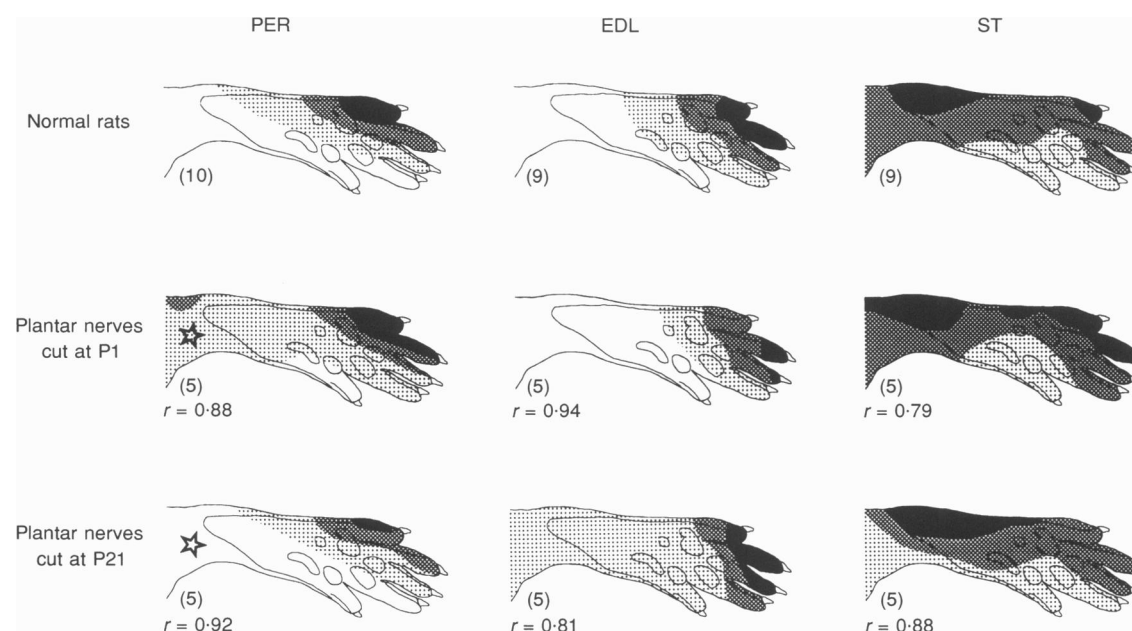 PER EDL ST
Normal rats
(10) (9) (9)
Plantar nerves
cut at P1
(5) (5) (5)
r = 0·88 r = 0·94 r = 0·79
Plantar nerves
cut at P21
(5) (5) (5)
r = 0·92 r = 0·81 r = 0·88